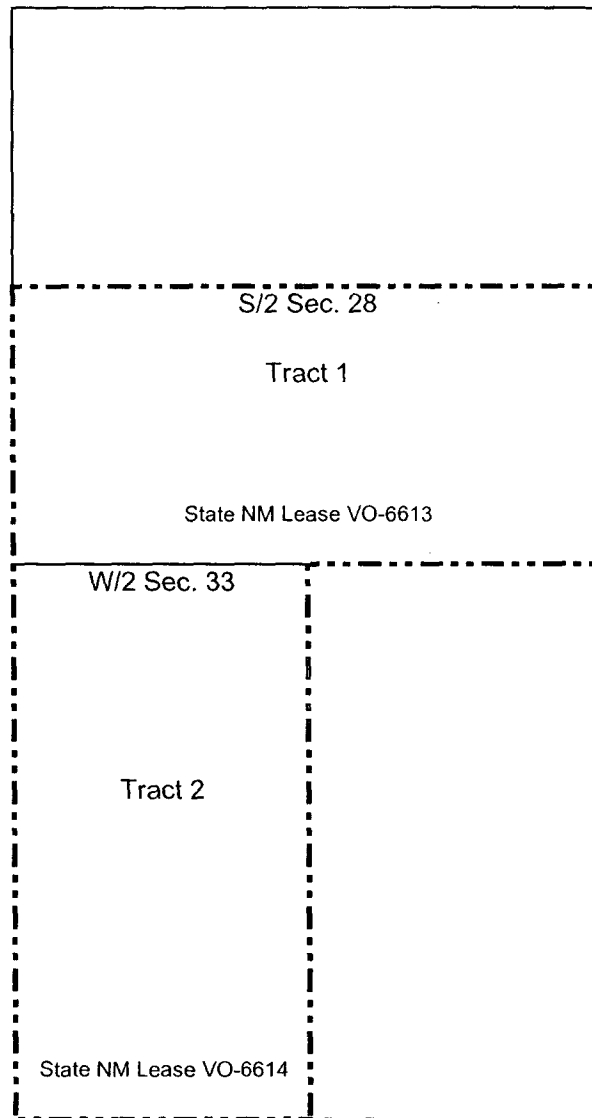 S/2 Sec. 28
Tract 1
State NM Lease VO-6613
W/2 Sec. 33
Tract 2
State NM Lease VO-6614